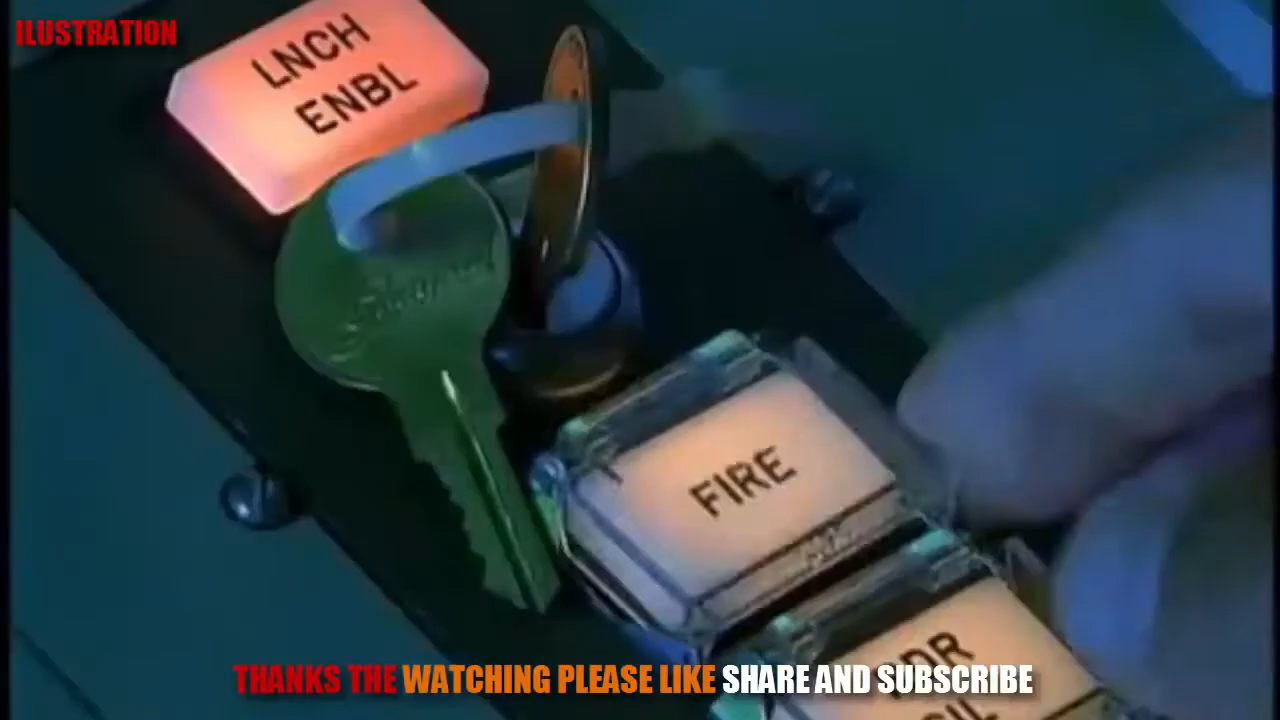 ILUSTRATION
LNCH
ENBL
FIRE
THANKS THE WATCHING PLEASE LIKE SHARE AND SUBSCRIBE